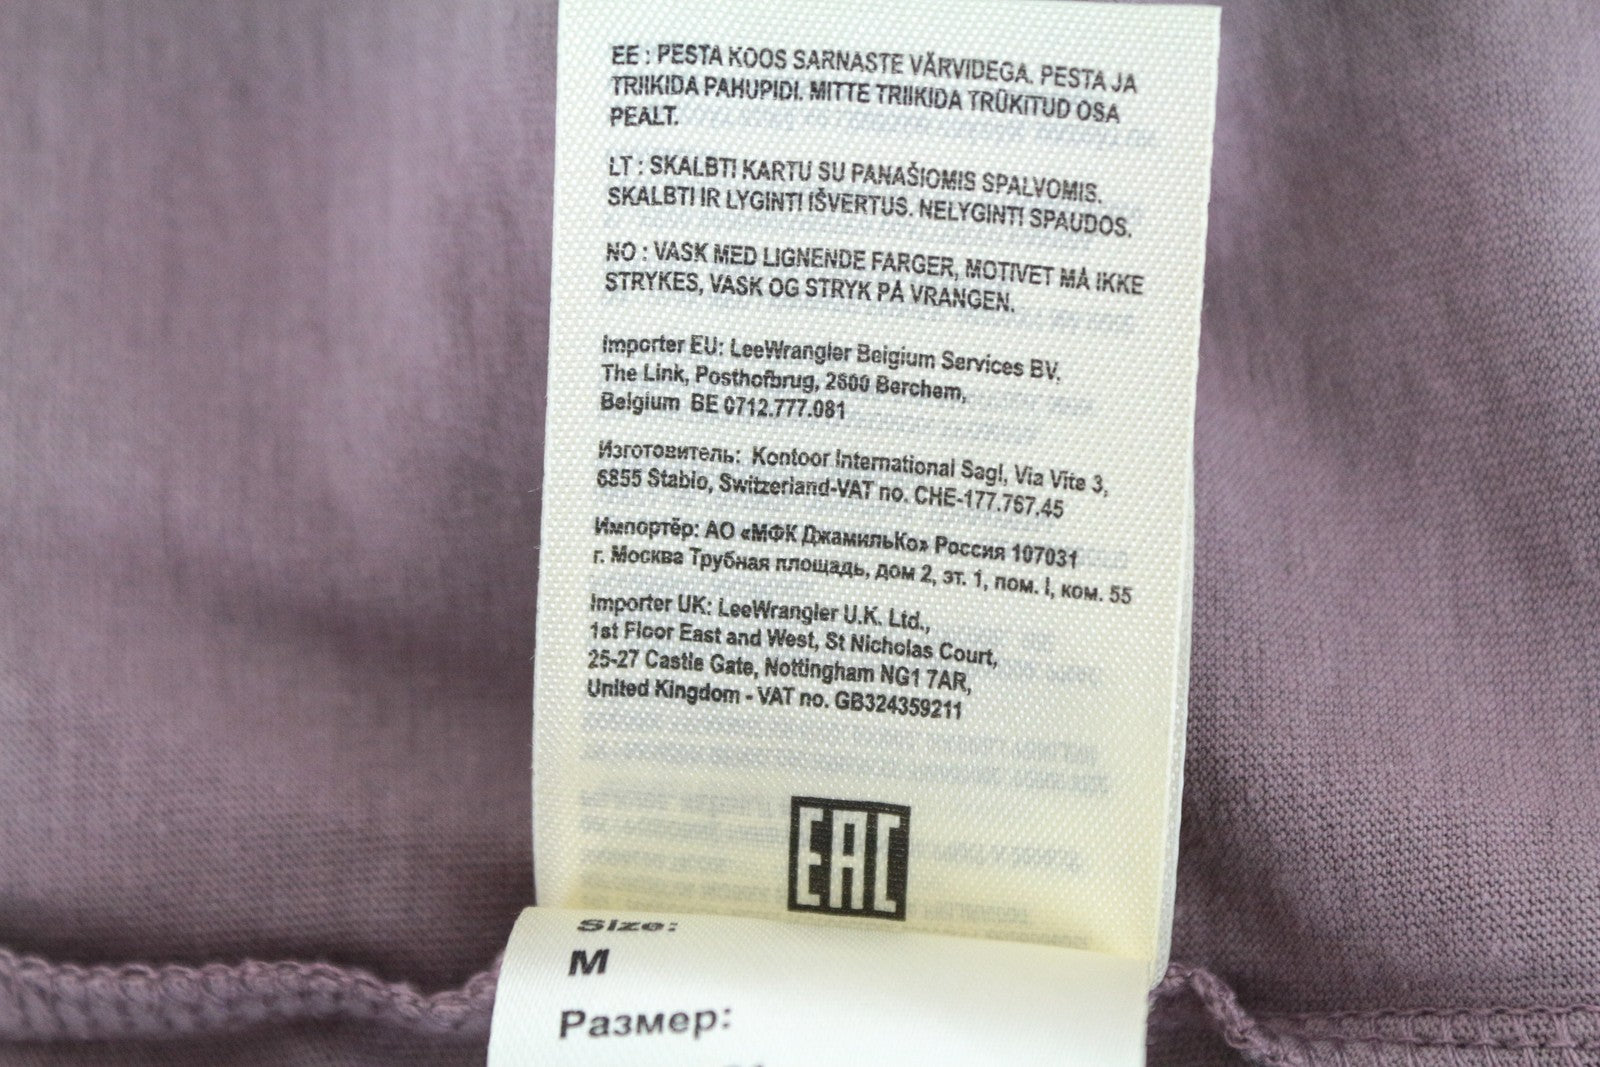 EE : PESTA KOOS SARNASTE VÄRVIDEGA. PESTA JA
TRIIKIDA PAHUPIDI. MITTE TRIIKIDA TRÜKITUD OSA
PEALT.
LT : SKALBTI KARTU SU PANAŠIOMIS SPALVOMIS.
SKALBTI IR LYGINTI IŠVERTUS. NELYGINTI SPAUDOS.
NO : VASK MED LIGNENDE FARGER, MOTIVET MÅ IKKE
STRYKES, VASK OG STRYK PÅ VRANGEN.
Importer EU: LeeWrangler Belgium Services BV,
The Link, Posthofbrug, 2600 Berchem,
Belgium BE 0712.777.081
Изготовитель: Kontoor International Sagl, Via Vite 3,
6855 Stabio, Switzerland-VAT no. CHE-177.767.45
Импортёр: АО «МФК ДжамильКо» Россия 107031
г. Москва Трубная площадь, дом 2, эт. 1, пом. I, ком. 55
Importer UK: LeeWrangler U.K. Ltd.,
1st Floor East and West, St Nicholas Court,
25-27 Castle Gate, Nottingham NG1 7AR,
United Kingdom - VAT no. GB324359211
EAC
Size:
M
Размер: